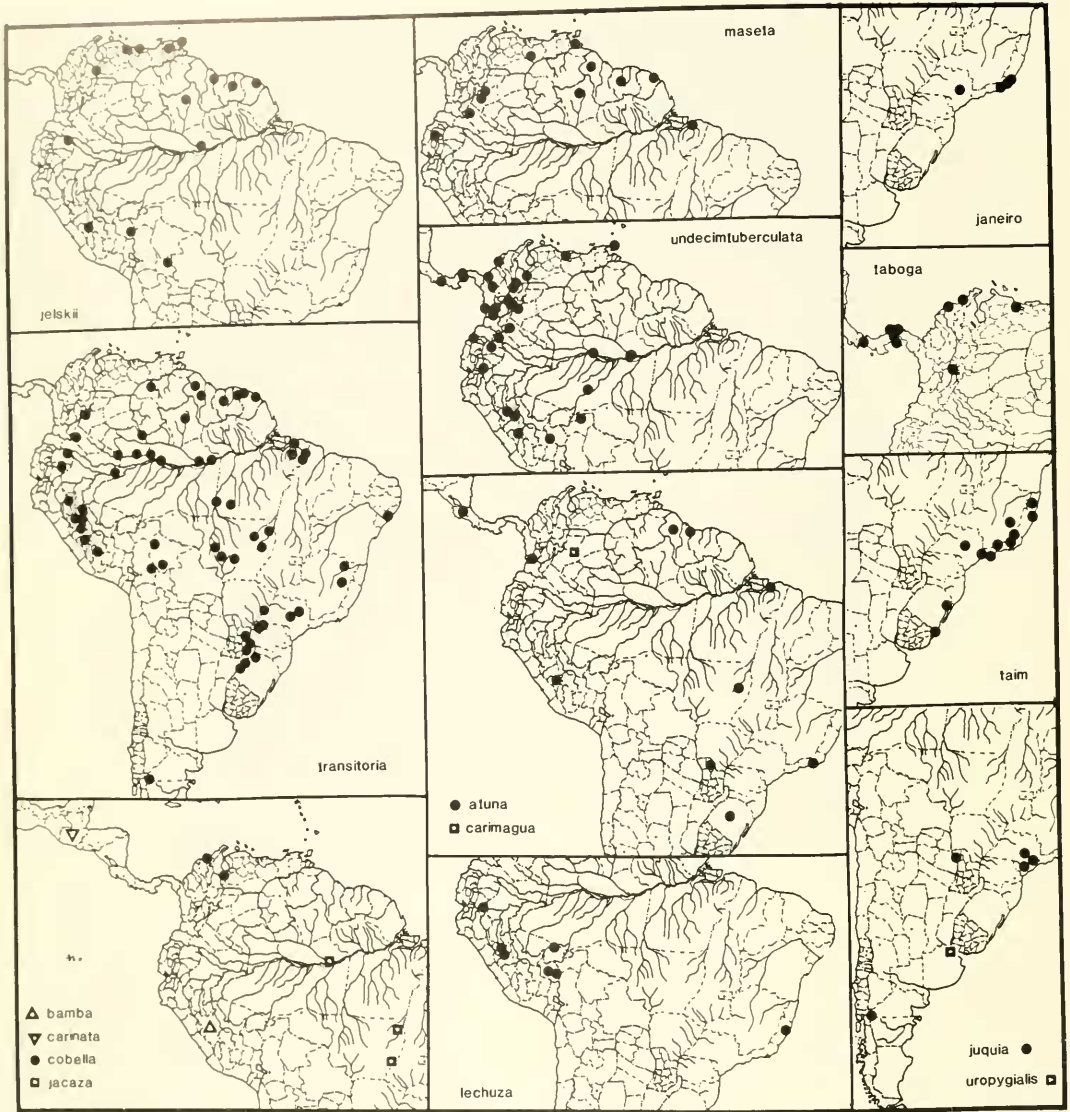 jelskii
maseta
janeiro
undecimtuberculata
taboga
transitoria
atuna
carimagua
taim
bamba
carinata
cobella
jacaza
lechuza
juquia
uropygialis